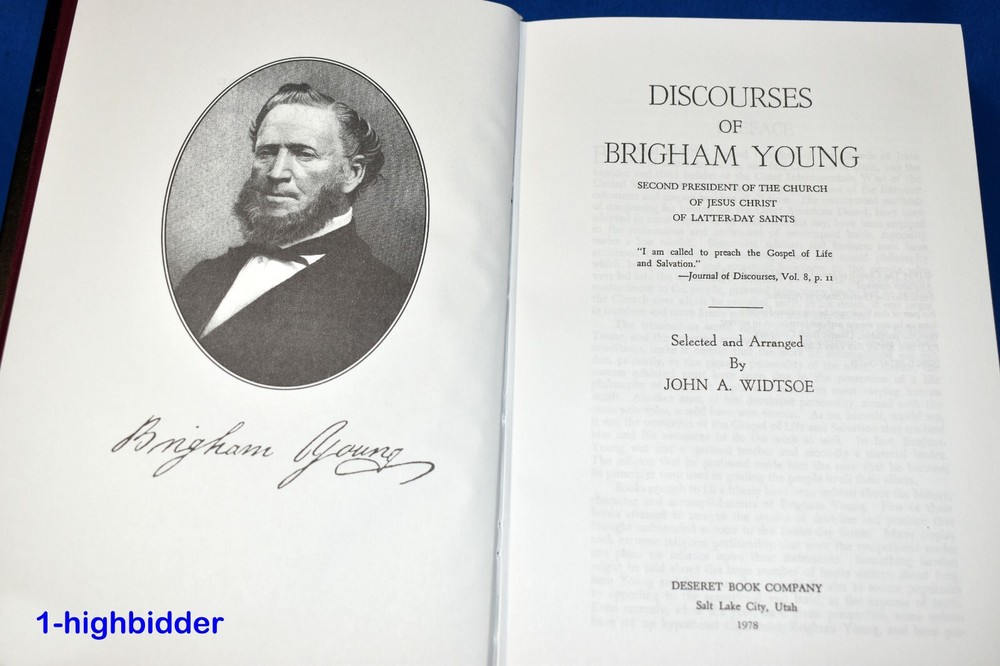 Brigham Young
DISCOURSES
OF
BRIGHAM YOUNG
SECOND PRESIDENT OF THE CHURCH
OF JESUS CHRIST
OF LATTER-DAY SAINTS
"I am called to preach the Gospel of Life
and Salvation."
—Journal of Discourses, Vol. 8, p. 11
Selected and Arranged
By
JOHN A. WIDTSOE
DESERET BOOK COMPANY
Salt Lake City, Utah
1978
1-highbidder